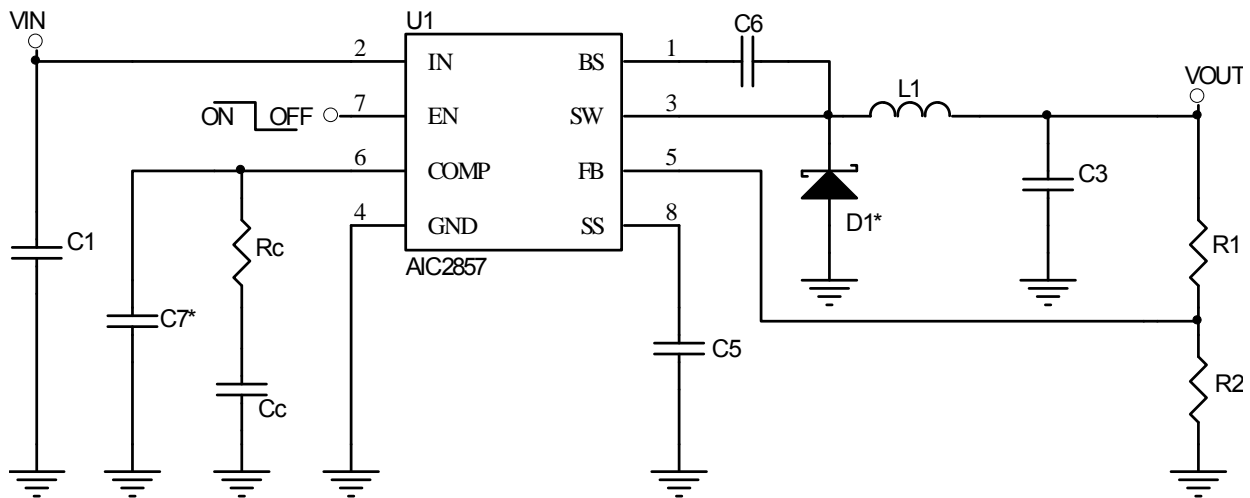 VIN
U1
C6
2
IN
BS
1
VOUT
L1
ON
OFF
7
EN
SW
3
6
COMP
FB
5
C3
D1*
4
GND
SS
8
C1
Rc
AIC2857
R1
C7*
C5
R2
Cc